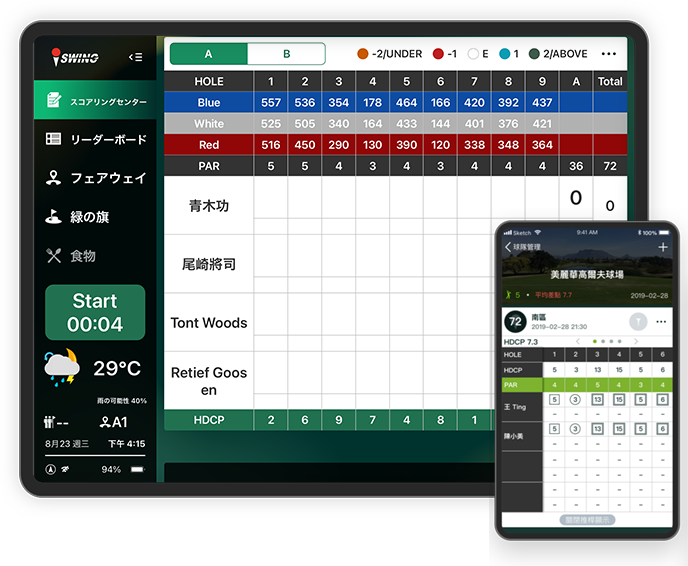 iSWING
スコアリングセンター
リーダーボード
フェアウェイ
緑の旗
食物
Start
00:04
29°C
雨の可能性 40%
--
A1
8月23 週三
下午 4:15
94%
A B
-2/UNDER -1 E 1 2/ABOVE
HOLE 1 2 3 4 5 6 7 8 9 A Total
Blue 557 536 354 178 464 166 420 392 437
White 525 505 340 164 433 144 401 376 421
Red 516 450 290 130 390 120 338 348 364
PAR 5 5 4 3 4 3 4 4 4 36 72
青木功 0 0
尾崎將司
Tont Woods
Retief Goos
en
HDCP 2 6 9 7 4 8 1
Sketch 9:41 AM 100%
球隊管理
美麗華高爾夫球場
5 • 平均差點 7.7 2019-02-28
72 南區 T
2019-02-28 21:30
HDCP 7.3
HOLE 1 2 3 4 5 6
HDCP 5 3 13 15 5 6
PAR 4 4 5 4 3 4
王 Ting 5 3 13 15 5 6
- - - - - -
陳小美 5 3 13 15 5 6
- - - - - -
- - - - - -
- - - - - -
- - - - - -
- - - - - -